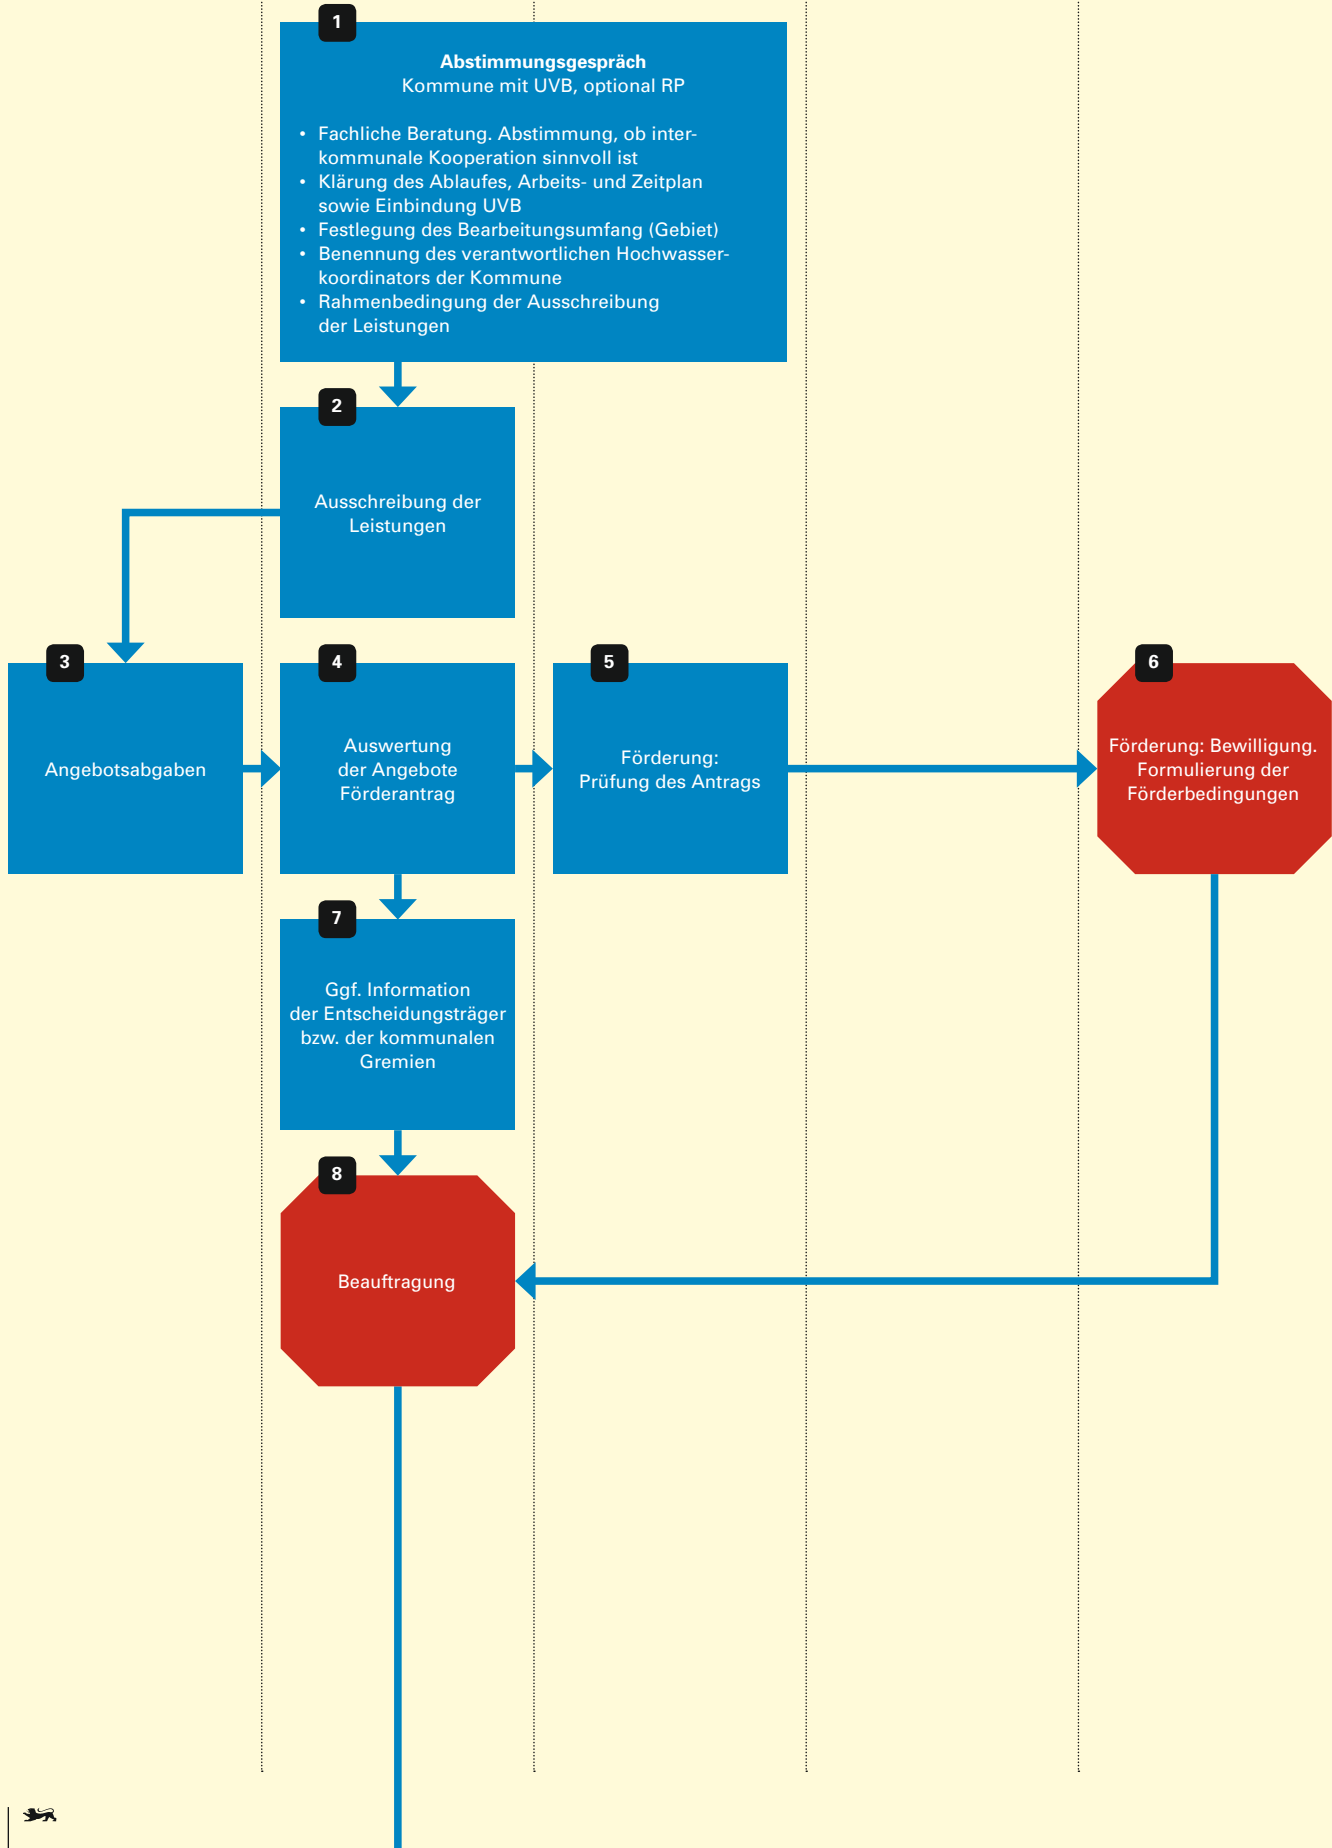 1
Abstimmungsgespräch
Kommune mit UVB, optional RP
• Fachliche Beratung. Abstimmung, ob inter-
kommunale Kooperation sinnvoll ist
• Klärung des Ablaufes, Arbeits- und Zeitplan
sowie Einbindung UVB
• Festlegung des Bearbeitungsumfang (Gebiet)
• Benennung des verantwortlichen Hochwasser-
koordinators der Kommune
• Rahmenbedingung der Ausschreibung
der Leistungen
2
Ausschreibung der
Leistungen
3
Angebotsabgaben
4
Auswertung
der Angebote
Förderantrag
5
Förderung:
Prüfung des Antrags
6
Förderung: Bewilligung.
Formulierung der
Förderbedingungen
7
Ggf. Information
der Entscheidungsträger
bzw. der kommunalen
Gremien
8
Beauftragung